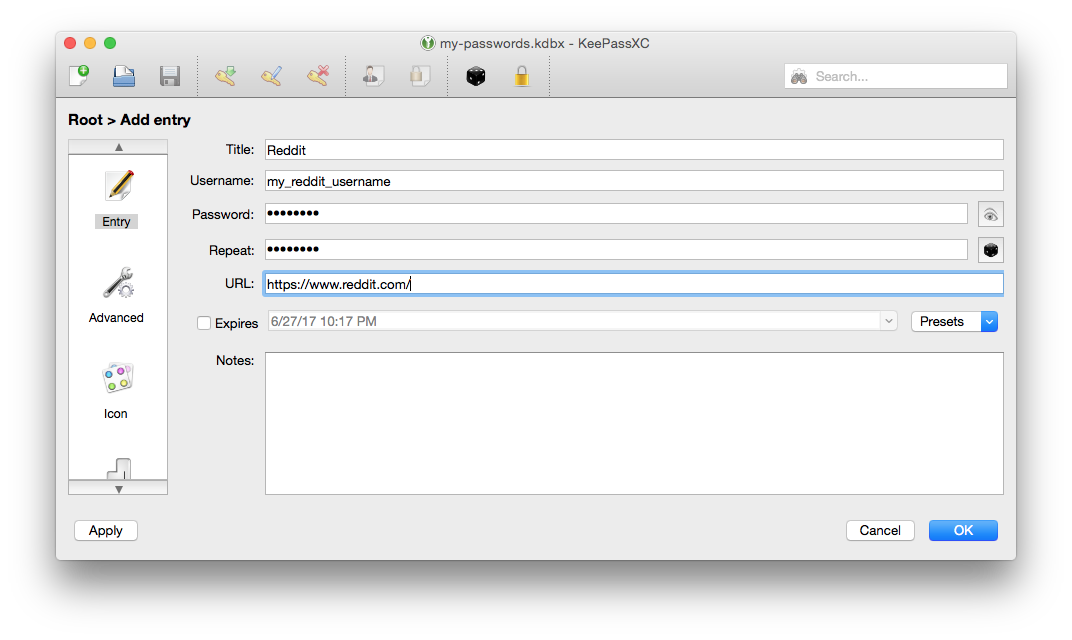 my-passwords.kdbx - KeePassXC
Search...
Root > Add entry
Title: Reddit
Username: my_reddit_username
Password: ••••••••
Repeat: ••••••••
URL: https://www.reddit.com/
Expires 6/27/17 10:17 PM Presets
Notes:
Entry
Advanced
Icon
Apply Cancel OK